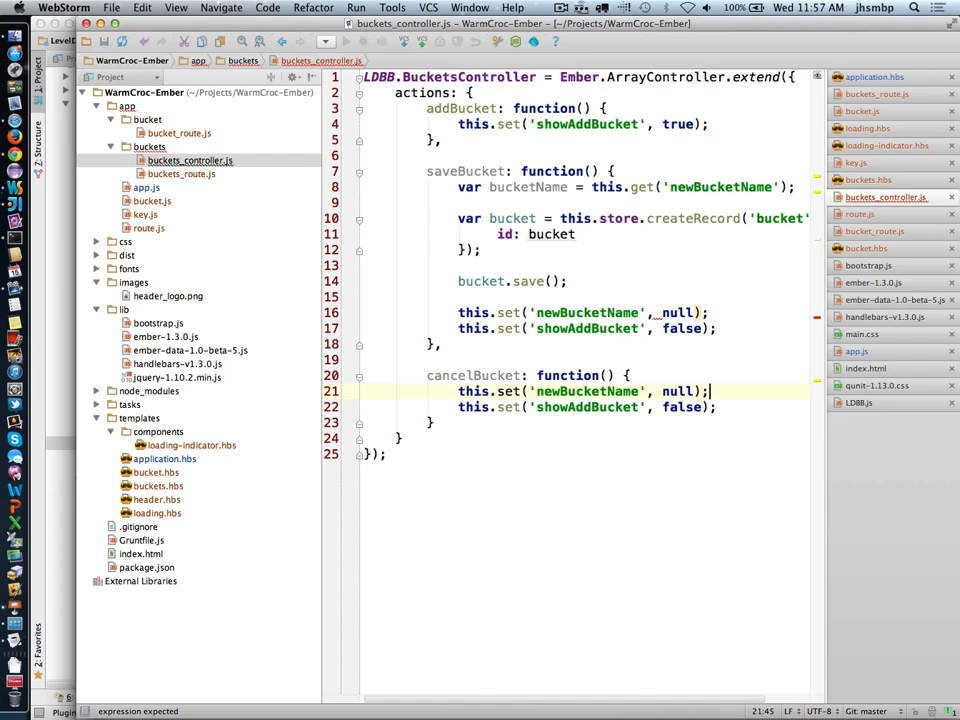 WebStorm File Edit View Navigate Code Refactor Run Tools VCS Window Help 100% Wed 11:57 AM jhsmbp
buckets_controller.js - WarmCroc-Ember - [~/Projects/WarmCroc-Ember]
WarmCroc-Ember app buckets buckets_controller.js
Project
WarmCroc-Ember (~/Projects/WarmCroc-Ember)
app
bucket
bucket_route.js
buckets
buckets_controller.js
buckets_route.js
app.js
bucket.js
key.js
route.js
css
dist
fonts
images
header_logo.png
lib
bootstrap.js
ember-1.3.0.js
ember-data-1.0-beta-5.js
handlebars-v1.3.0.js
jquery-1.10.2.min.js
node_modules
tasks
templates
components
loading-indicator.hbs
application.hbs
bucket.hbs
buckets.hbs
header.hbs
loading.hbs
.gitignore
Gruntfile.js
index.html
package.json
External Libraries
1: Project
Z: Structure
2: Favorites
1 LDBB.BucketsController = Ember.ArrayController.extend({
2 actions: {
3 addBucket: function() {
4 this.set('showAddBucket', true);
5 },
6
7 saveBucket: function() {
8 var bucketName = this.get('newBucketName');
9
10 var bucket = this.store.createRecord('bucket'
11 id: bucket
12 });
13
14 bucket.save();
15
16 this.set('newBucketName', null);
17 this.set('showAddBucket', false);
18 },
19
20 cancelBucket: function() {
21 this.set('newBucketName', null);
22 this.set('showAddBucket', false);
23 }
24 }
25 });
application.hbs
buckets_route.js
bucket.js
loading.hbs
loading-indicator.hbs
key.js
buckets.hbs
buckets_controller.js
route.js
bucket_route.js
bucket.hbs
bootstrap.js
ember-1.3.0.js
ember-data-1.0-beta-5.js
handlebars-v1.3.0.js
main.css
app.js
index.html
qunit-1.13.0.css
LDBB.js
expression expected 21:45 LF UTF-8 Git: master